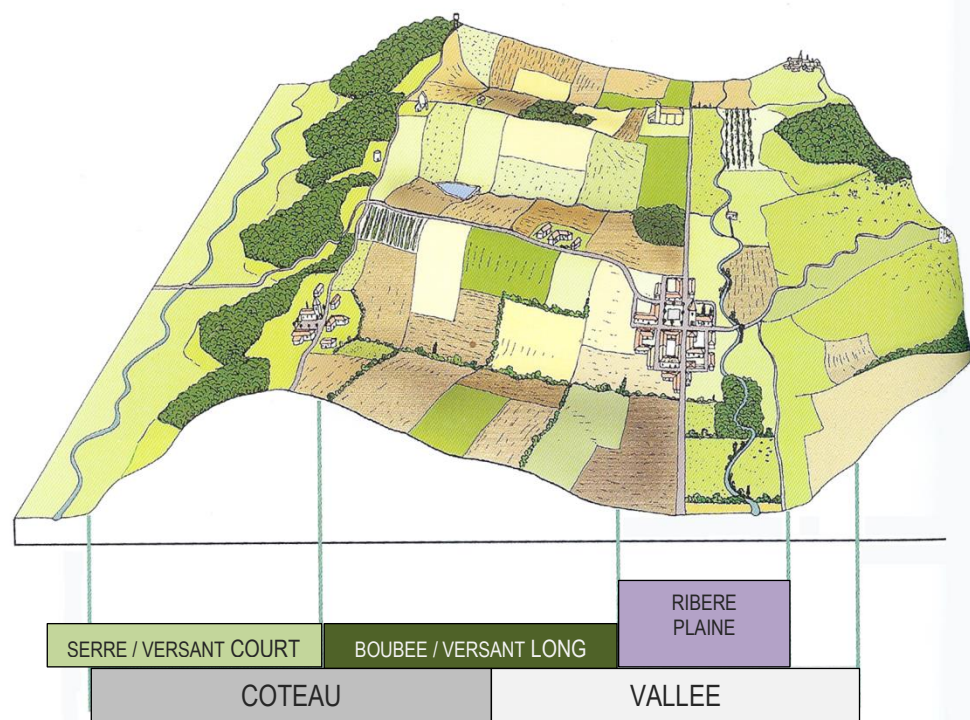 RIBERE
PLAINE
SERRE / VERSANT COURT
BOUBEE / VERSANT LONG
COTEAU
VALLEE